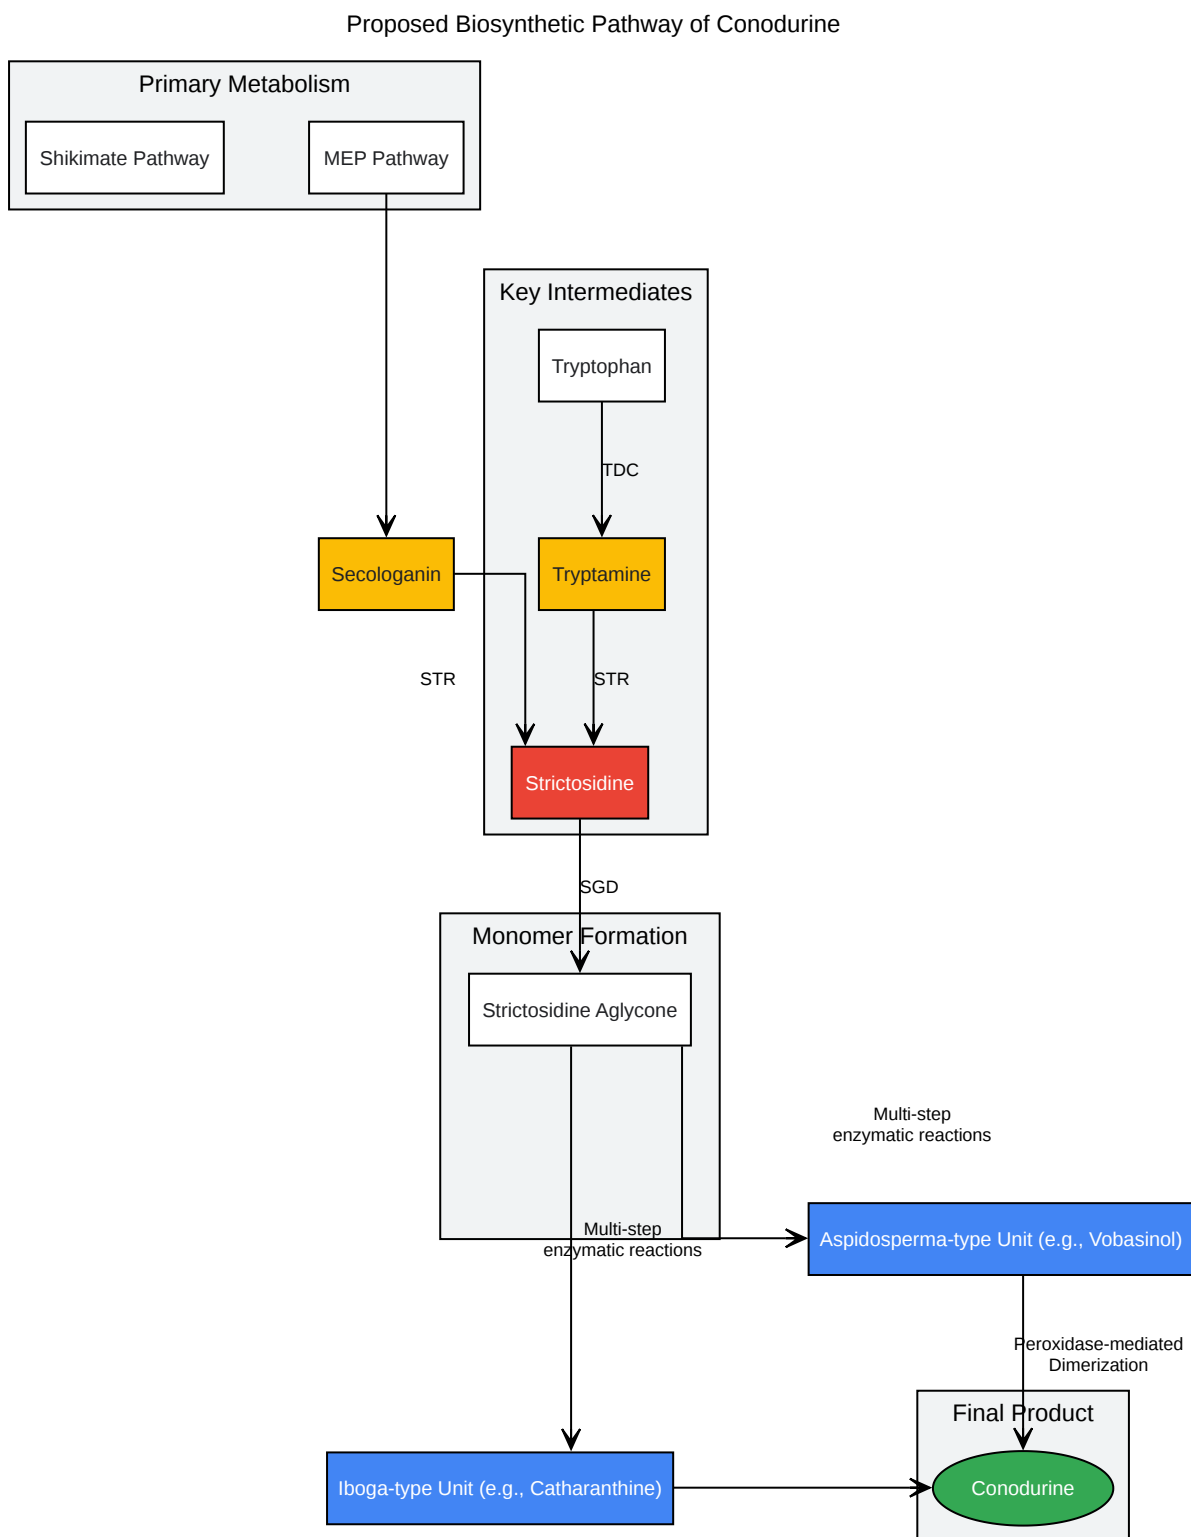 Proposed Biosynthetic Pathway of Conodurine
Primary Metabolism
Shikimate Pathway
MEP Pathway
Key Intermediates
Tryptophan
TDC
Secologanin
Tryptamine
STR
STR
Strictosidine
SGD
Monomer Formation
Strictosidine Aglycone
Multi-step
enzymatic reactions
Multi-step
enzymatic reactions
Aspidosperma-type Unit (e.g., Vobasinol)
Peroxidase-mediated
Dimerization
Final Product
Iboga-type Unit (e.g., Catharanthine)
Conodurine